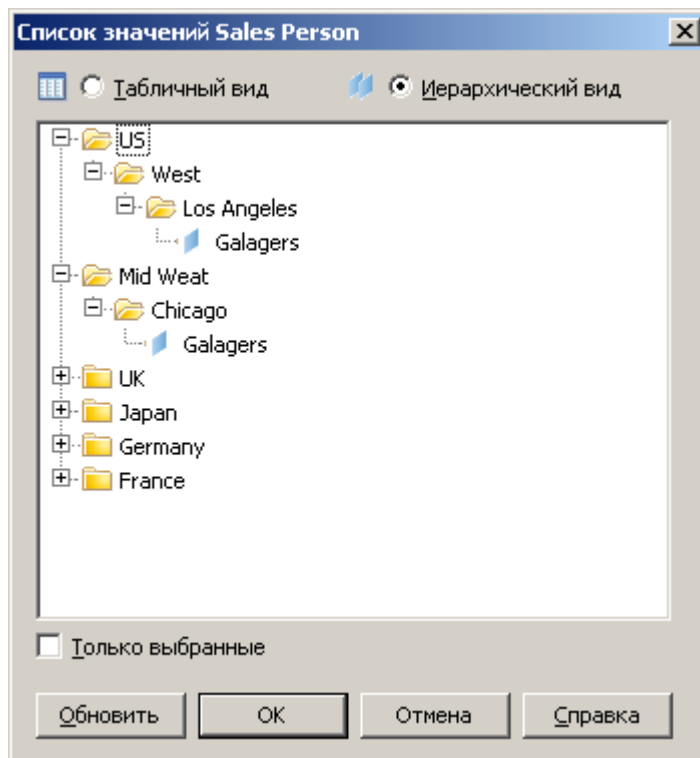 Список значений Sales Person
Табличный вид Иерархический вид
US
West
Los Angeles
Galagers
Mid Weat
Chicago
Galagers
UK
Japan
Germany
France
Только выбранные
Обновить OK Отмена Справка